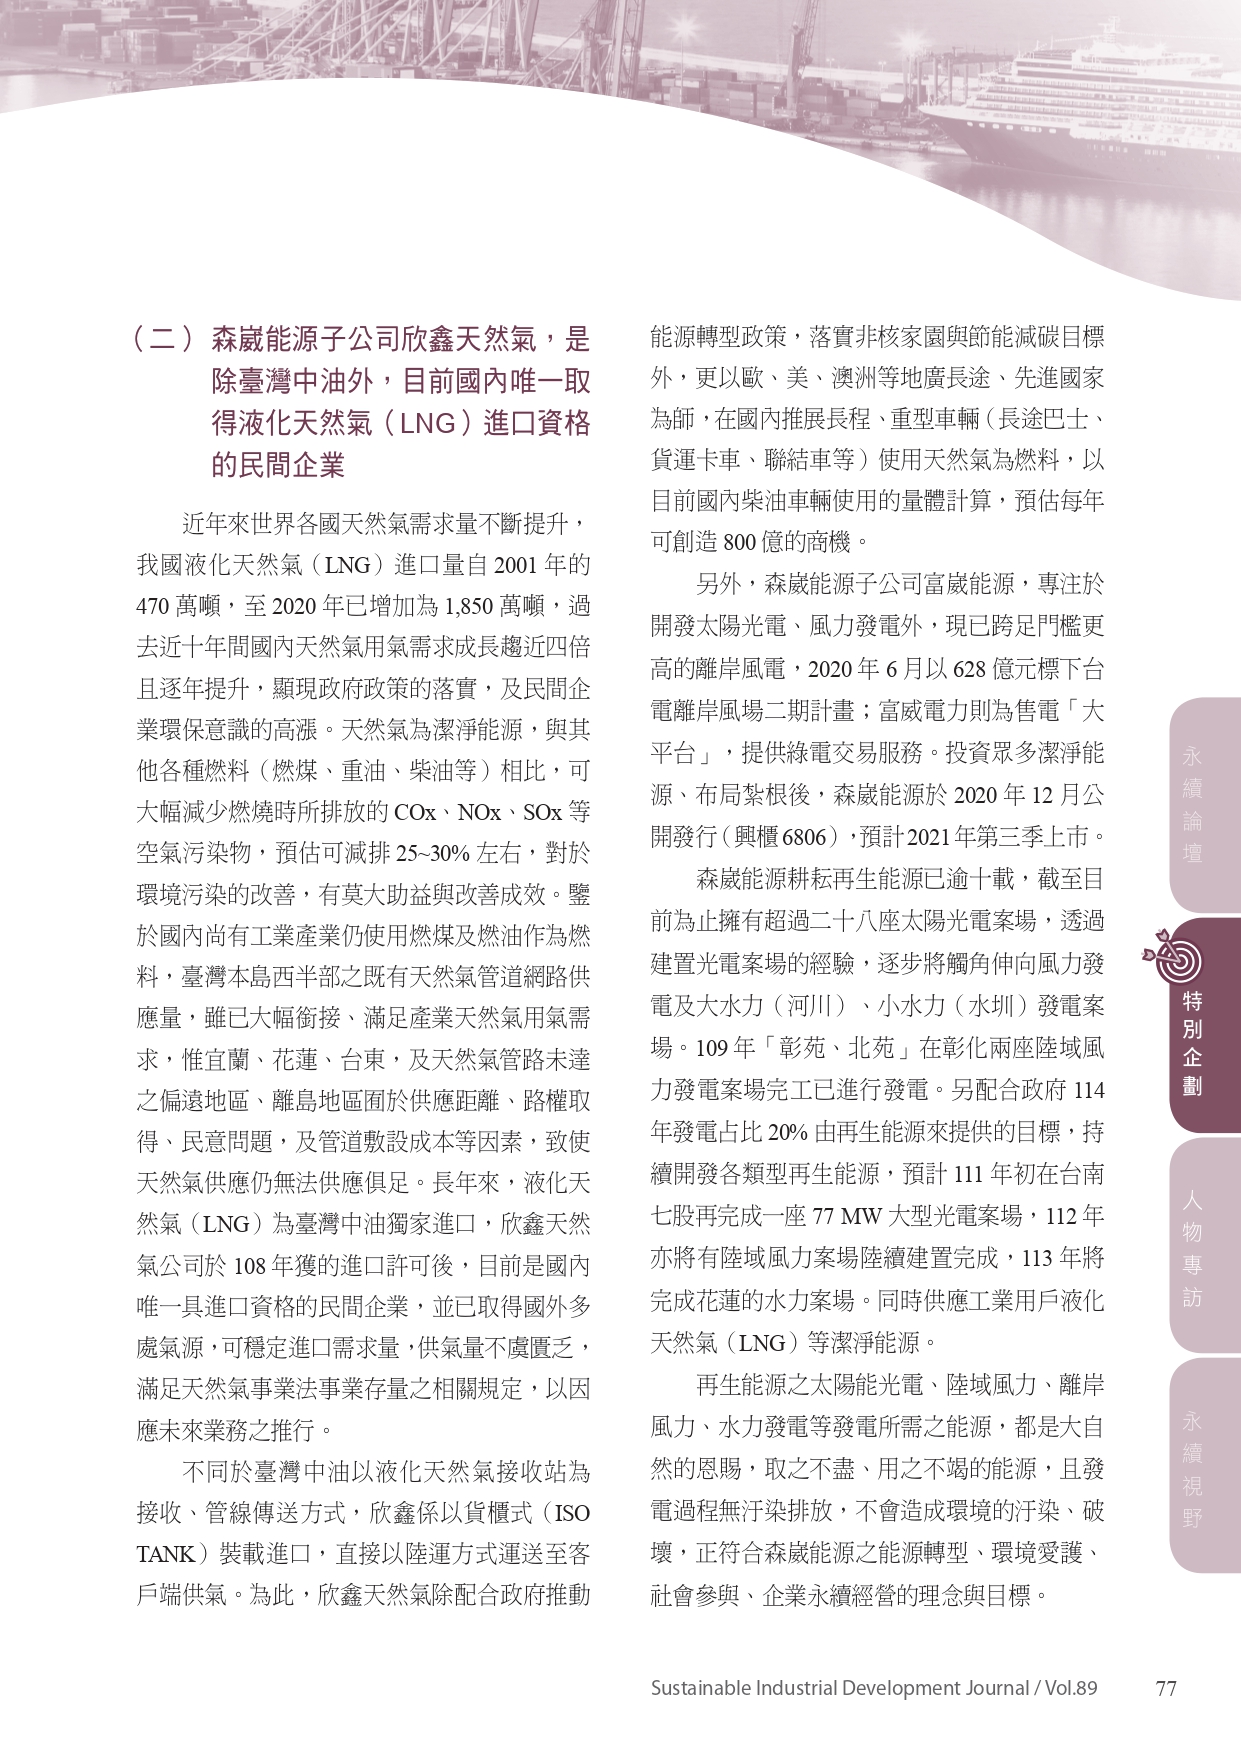 （二）森崴能源子公司欣鑫天然氣，是
除臺灣中油外，目前國內唯一取
得液化天然氣（LNG）進口資格
的民間企業
近年來世界各國天然氣需求量不斷提升，
我國液化天然氣（LNG）進口量自 2001 年的
470 萬噸，至 2020 年已增加為 1,850 萬噸，過
去近十年間國內天然氣用氣需求成長趨近四倍
且逐年提升，顯現政府政策的落實，及民間企
業環保意識的高漲。天然氣為潔淨能源，與其
他各種燃料（燃煤、重油、柴油等）相比，可
大幅減少燃燒時所排放的 COx、NOx、SOx 等
空氣污染物，預估可減排 25~30% 左右，對於
環境污染的改善，有莫大助益與改善成效。鑒
於國內尚有工業產業仍使用燃煤及燃油作為燃
料，臺灣本島西半部之既有天然氣管道網路供
應量，雖已大幅銜接、滿足產業天然氣用氣需
求，惟宜蘭、花蓮、台東，及天然氣管路未達
之偏遠地區、離島地區囿於供應距離、路權取
得、民意問題，及管道敷設成本等因素，致使
天然氣供應仍無法供應俱足。長年來，液化天
然氣（LNG）為臺灣中油獨家進口，欣鑫天然
氣公司於 108 年獲的進口許可後，目前是國內
唯一具進口資格的民間企業，並已取得國外多
處氣源，可穩定進口需求量，供氣量不虞匱乏，
滿足天然氣事業法事業存量之相關規定，以因
應未來業務之推行。
不同於臺灣中油以液化天然氣接收站為
接收、管線傳送方式，欣鑫係以貨櫃式（ISO
TANK）裝載進口，直接以陸運方式運送至客
戶端供氣。為此，欣鑫天然氣除配合政府推動
能源轉型政策，落實非核家園與節能減碳目標
外，更以歐、美、澳洲等地廣長途、先進國家
為師，在國內推展長程、重型車輛（長途巴士、
貨運卡車、聯結車等）使用天然氣為燃料，以
目前國內柴油車輛使用的量體計算，預估每年
可創造 800 億的商機。
另外，森崴能源子公司富崴能源，專注於
開發太陽光電、風力發電外，現已跨足門檻更
高的離岸風電，2020 年 6 月以 628 億元標下台
電離岸風場二期計畫；富威電力則為售電「大
平台」，提供綠電交易服務。投資眾多潔淨能
源、布局紮根後，森崴能源於 2020 年 12 月公
開發行（興櫃 6806），預計 2021 年第三季上市。
森崴能源耕耘再生能源已逾十載，截至目
前為止擁有超過二十八座太陽光電案場，透過
建置光電案場的經驗，逐步將觸角伸向風力發
電及大水力（河川）、小水力（水圳）發電案
場。109 年「彰苑、北苑」在彰化兩座陸域風
力發電案場完工已進行發電。另配合政府 114
年發電占比 20% 由再生能源來提供的目標，持
續開發各類型再生能源，預計 111 年初在台南
七股再完成一座 77 MW 大型光電案場，112 年
亦將有陸域風力案場陸續建置完成，113 年將
完成花蓮的水力案場。同時供應工業用戶液化
天然氣（LNG）等潔淨能源。
再生能源之太陽能光電、陸域風力、離岸
風力、水力發電等發電所需之能源，都是大自
然的恩賜，取之不盡、用之不竭的能源，且發
電過程無汙染排放，不會造成環境的汙染、破
壞，正符合森崴能源之能源轉型、環境愛護、
社會參與、企業永續經營的理念與目標。
永續論壇
特別企劃
人物專訪
永續視野
Sustainable Industrial Development Journal / Vol.89
77